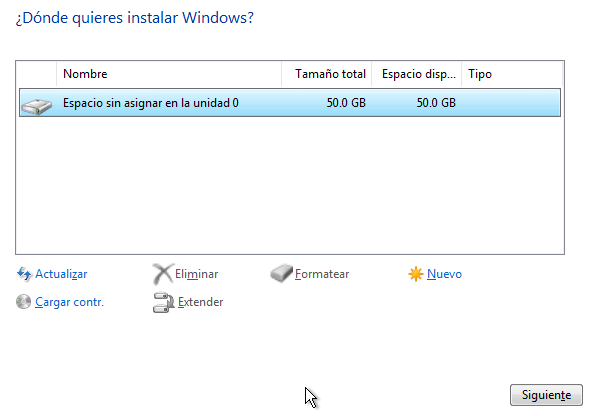 ¿Dónde quieres instalar Windows?
Nombre Tamaño total Espacio disp... Tipo
Espacio sin asignar en la unidad 0 50.0 GB 50.0 GB
Actualizar Eliminar Formatear Nuevo
Cargar contr. Extender
Siguiente